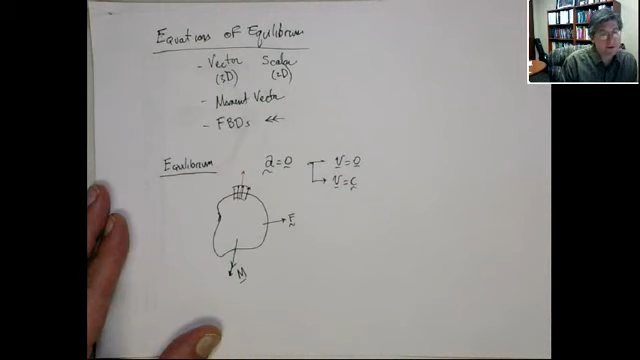 Equations of Equilibrium
- Vector Scalar
(3D) (2D)
- Moment Vector
- FBDs <<
Equilibrium
a = 0
v = 0
v = c
F
M